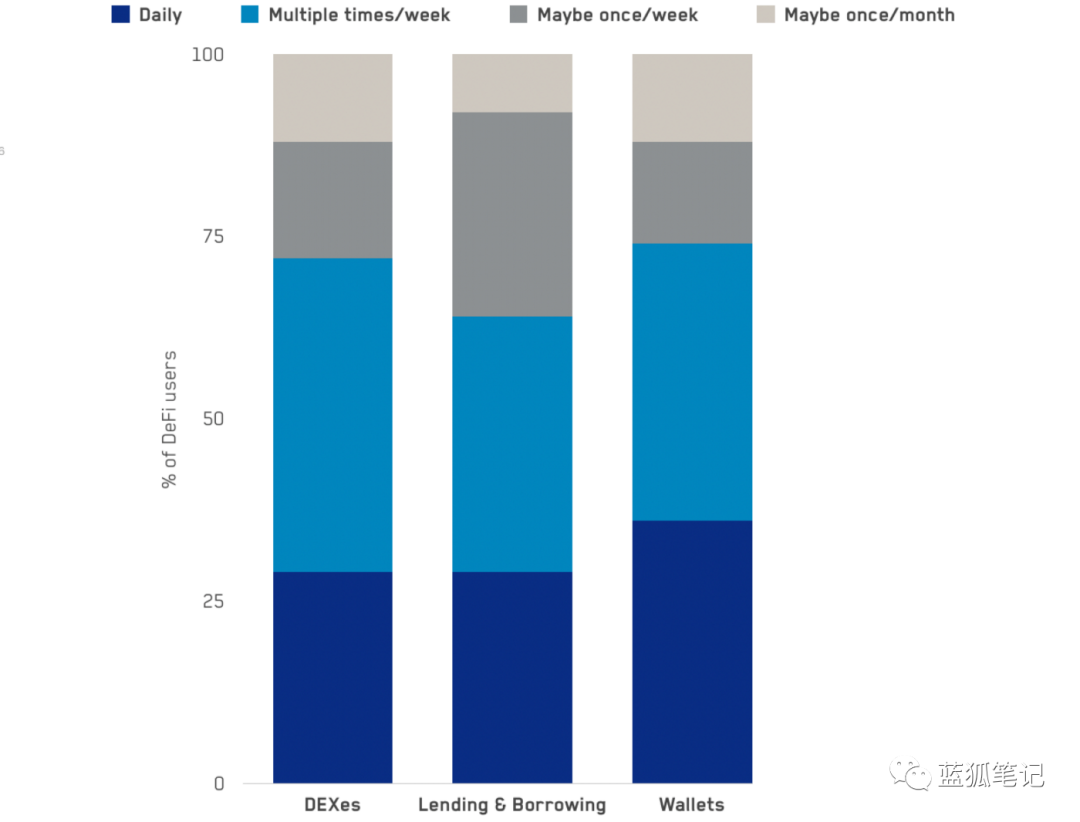 Daily Multiple times/week Maybe once/week Maybe once/month
100
6
75
% of DeFi users
50
25
0
DEXes Lending & Borrowing Wallets
蓝狐笔记